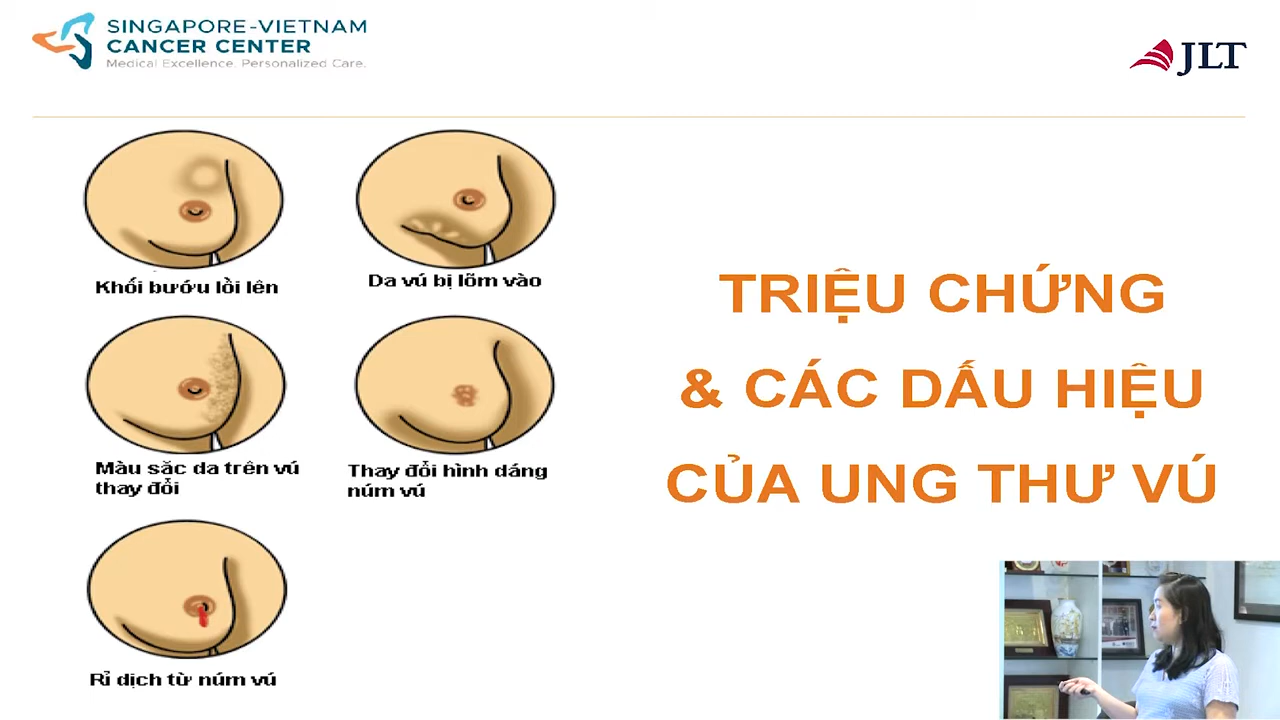 SINGAPORE-VIETNAM
CANCER CENTER
Medical Excellence. Personalized Care.
JLT
Khối bướu lồi lên
Da vú bị lõm vào
Màu sắc da trên vú
thay đổi
Thay đổi hình dáng
núm vú
Rỉ dịch từ núm vú
TRIỆU CHỨNG
& CÁC DẤU HIỆU
CỦA UNG THƯ VÚ